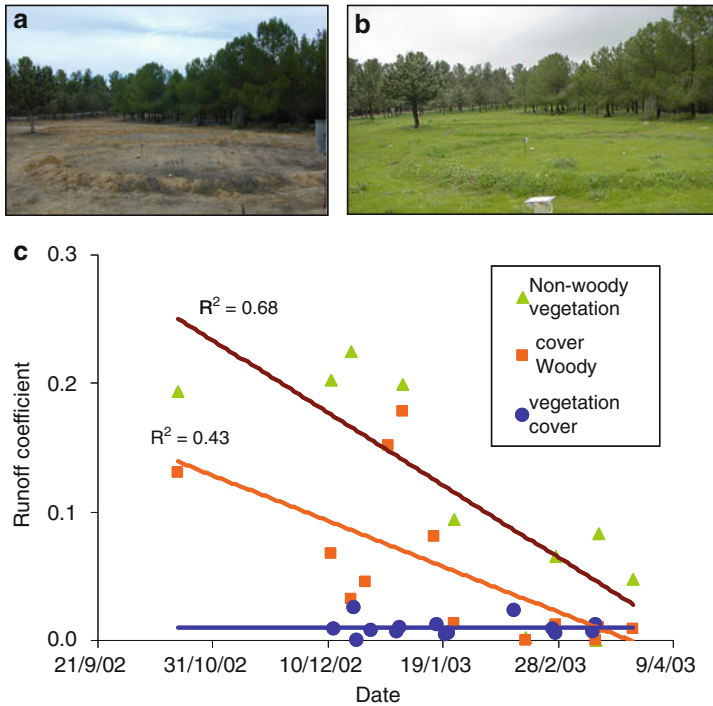 a
b
c
0.3
0.2
0.1
0.0
Runoff coefficient
R² = 0.68
R² = 0.43
Non-woody
vegetation
cover
Woody
vegetation
cover
21/9/02
31/10/02
10/12/02
19/1/03
28/2/03
9/4/03
Date